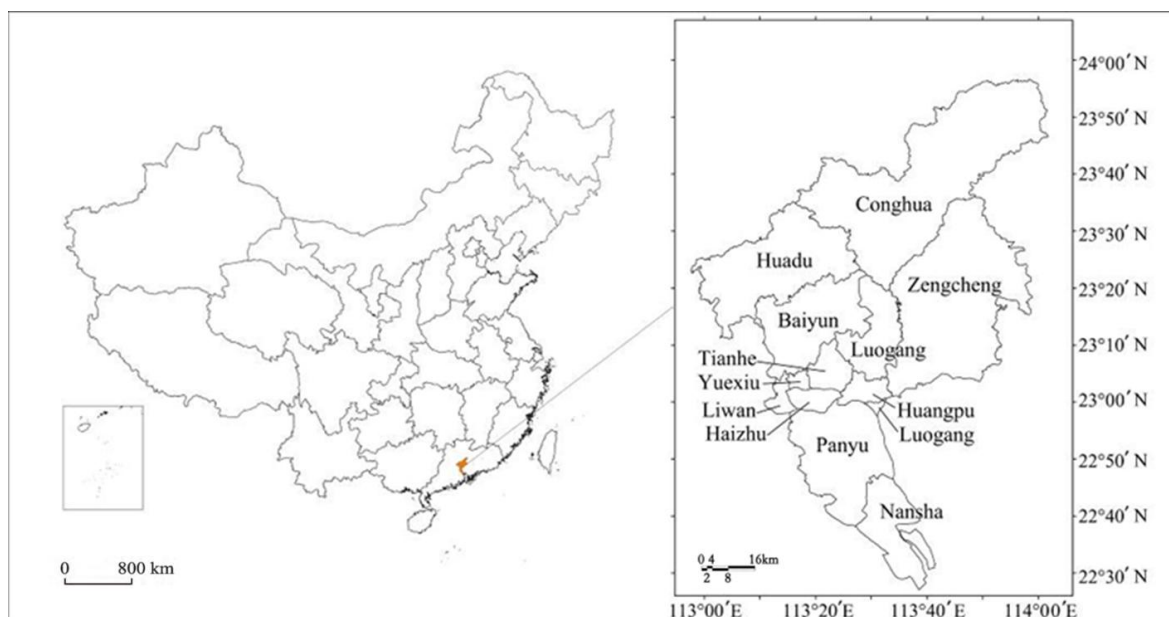 24°00′ N
23°50′ N
23°40′ N
Conghua
23°30′ N
Huadu
Zengcheng
23°20′ N
Baiyun
23°10′ N
Luogang
Tianhe
Yuexiu
23°00′ N
Liwan
Huangpu
Haizhu
Luogang
Panyu
22°50′ N
Nansha
22°40′ N
0 4 16km
2 8
22°30′ N
0 800 km
113°00′E 113°20′E 113°40′E 114°00′E